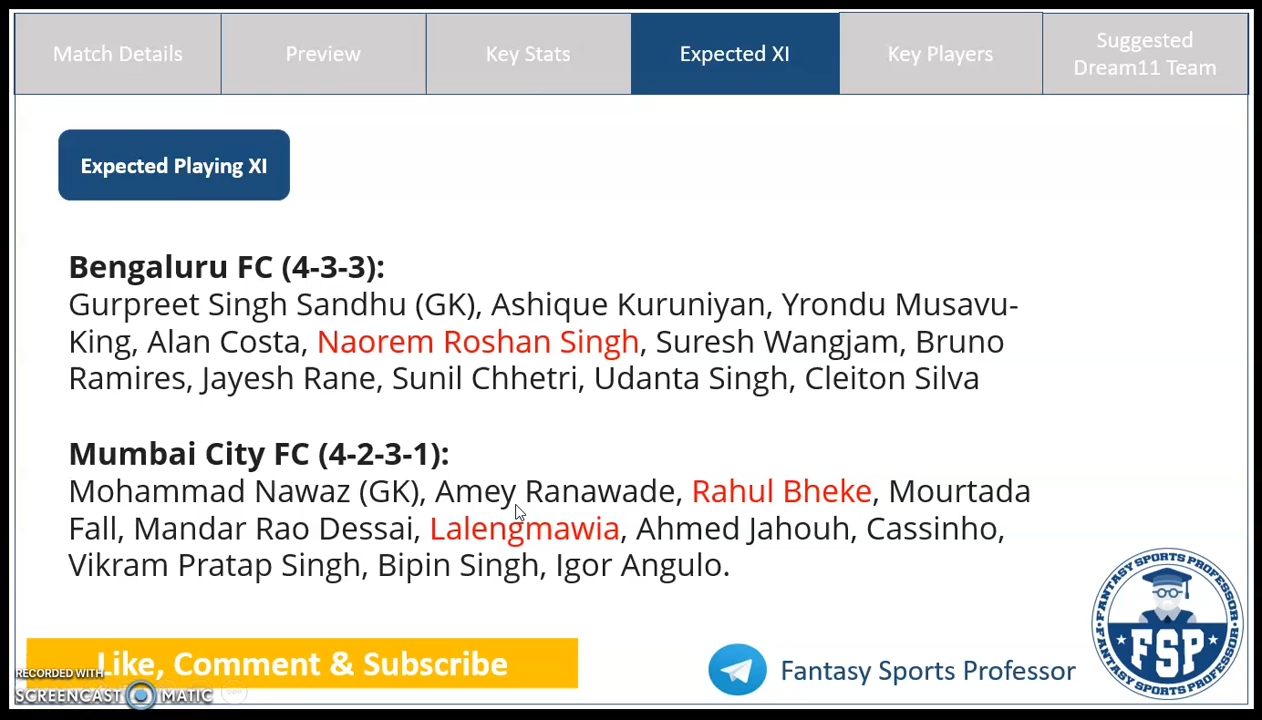 Match Details
Preview
Key Stats
Expected XI
Key Players
Suggested
Dream11 Team
Expected Playing XI
Bengaluru FC (4-3-3):
Gurpreet Singh Sandhu (GK), Ashique Kuruniyan, Yrondu Musavu-
King, Alan Costa, Naorem Roshan Singh, Suresh Wangjam, Bruno
Ramires, Jayesh Rane, Sunil Chhetri, Udanta Singh, Cleiton Silva
Mumbai City FC (4-2-3-1):
Mohammad Nawaz (GK), Amey Ranawade, Rahul Bheke, Mourtada
Fall, Mandar Rao Dessai, Lalengmawia, Ahmed Jahouh, Cassinho,
Vikram Pratap Singh, Bipin Singh, Igor Angulo.
Like, Comment & Subscribe
RECORDED WITH
SCREENCAST MATIC
Fantasy Sports Professor
FANTASY SPORTS PROFESSOR
FSP
FANTASY SPORTS PROFESSOR